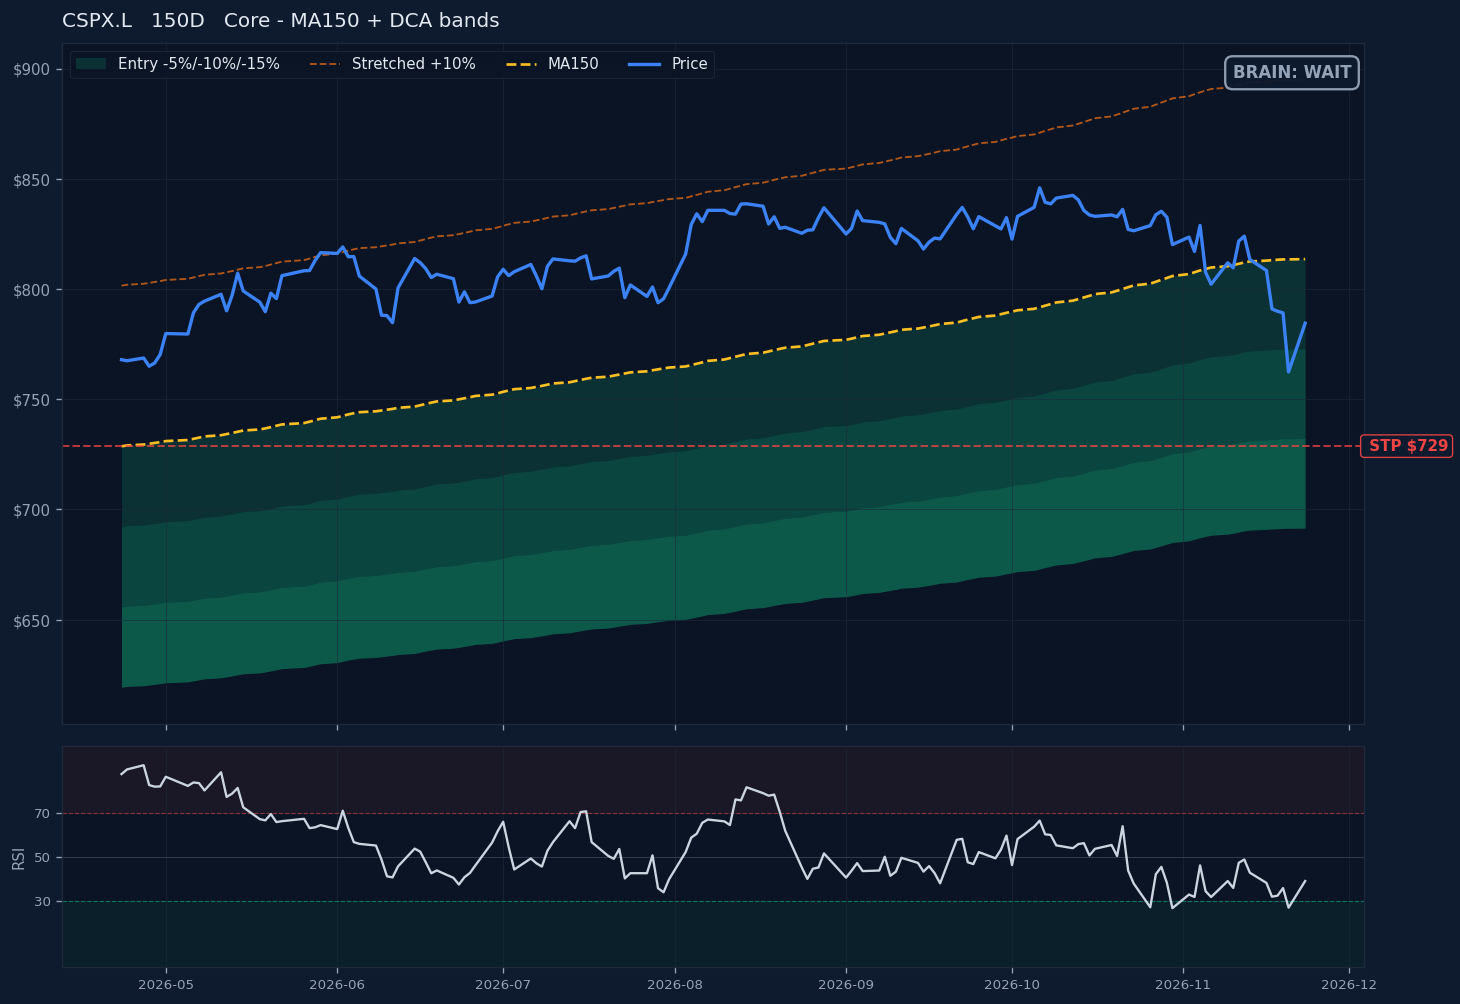 CSPX.L 150D Core - MA150 + DCA bands
Entry -5%/-10%/-15% Stretched +10% MA150 Price
BRAIN: WAIT
$900
$850
$800
$750
STP $729
$700
$650
RSI
70
50
30
2026-05 2026-06 2026-07 2026-08 2026-09 2026-10 2026-11 2026-12